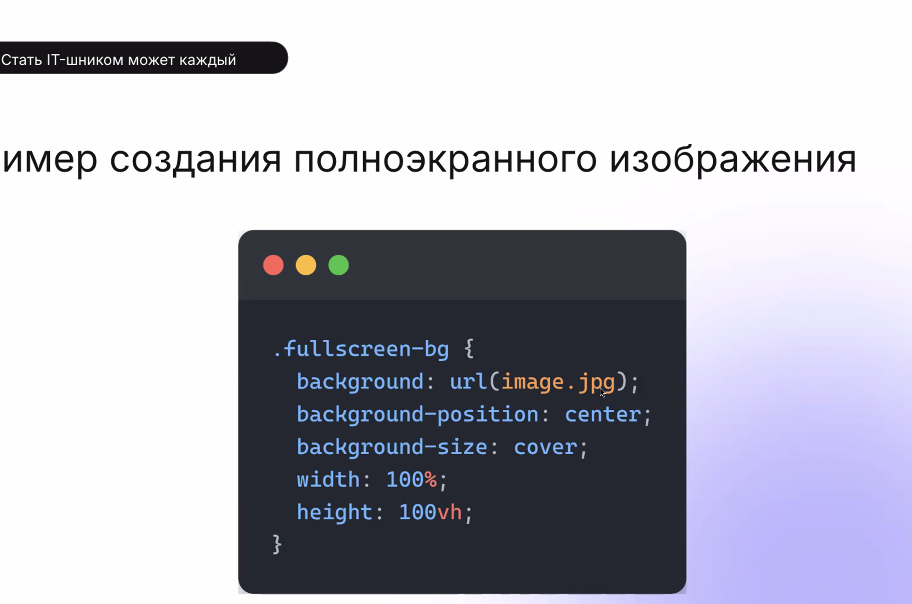 Стать IT-шником может каждый
имер создания полноэкранного изображения
.fullscreen-bg {
background: url(image.jpg);
background-position: center;
background-size: cover;
width: 100%;
height: 100vh;
}